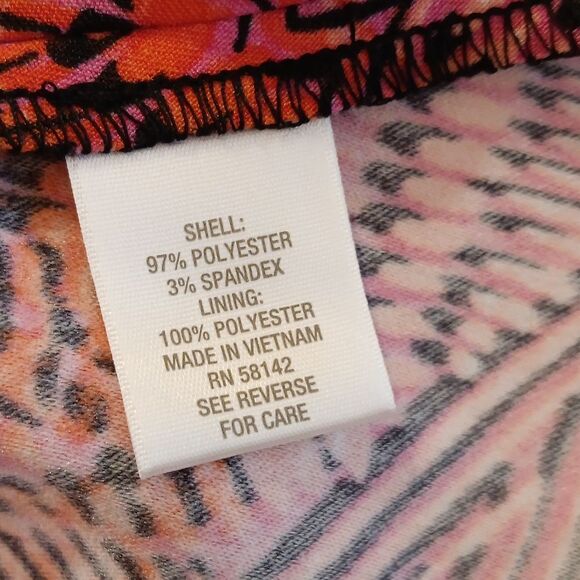 SHELL:
97% POLYESTER
3% SPANDEX
LINING:
100% POLYESTER
MADE IN VIETNAM
RN 58142
SEE REVERSE
FOR CARE